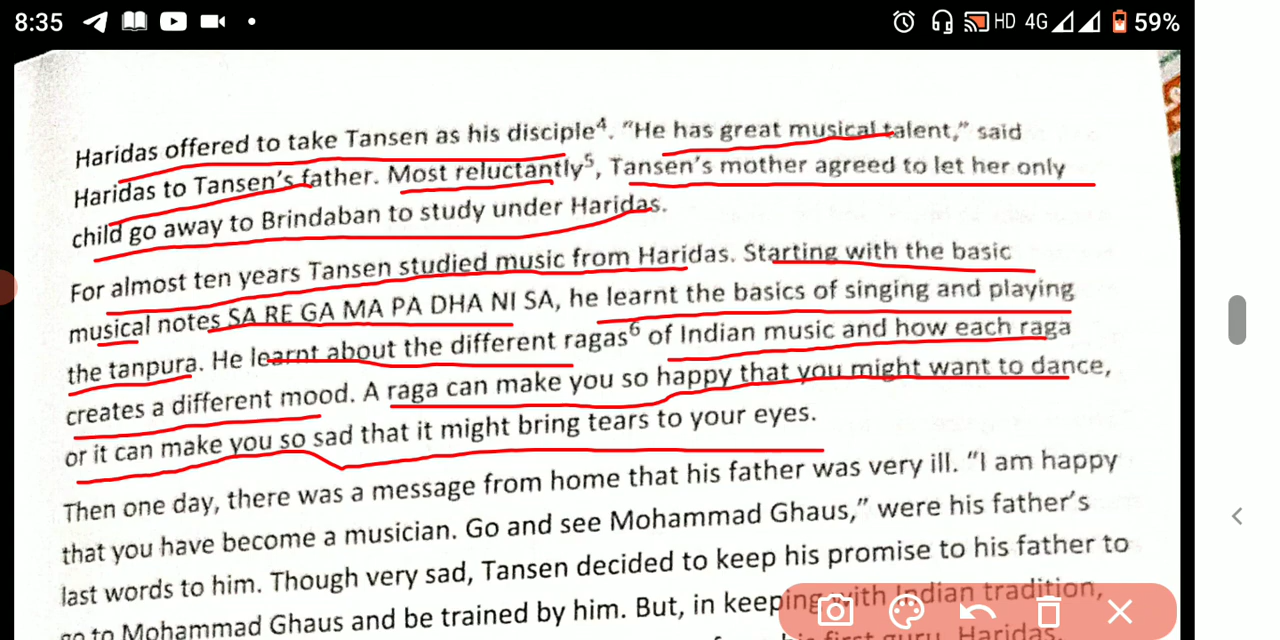 8:35
HD 4G 59%
Haridas offered to take Tansen as his disciple⁴. "He has great musical talent," said
Haridas to Tansen's father. Most reluctantly⁵, Tansen's mother agreed to let her only
child go away to Brindaban to study under Haridas.
For almost ten years Tansen studied music from Haridas. Starting with the basic
musical notes SA RE GA MA PA DHA NI SA, he learnt the basics of singing and playing
the tanpura. He learnt about the different ragas⁶ of Indian music and how each raga
creates a different mood. A raga can make you so happy that you might want to dance,
or it can make you so sad that it might bring tears to your eyes.
Then one day, there was a message from home that his father was very ill. "I am happy
that you have become a musician. Go and see Mohammad Ghaus," were his father's
last words to him. Though very sad, Tansen decided to keep his promise to his father to
go to Mohammad Ghaus and be trained by him. But, in keeping with Indian tradition,
his first guru, Haridas.